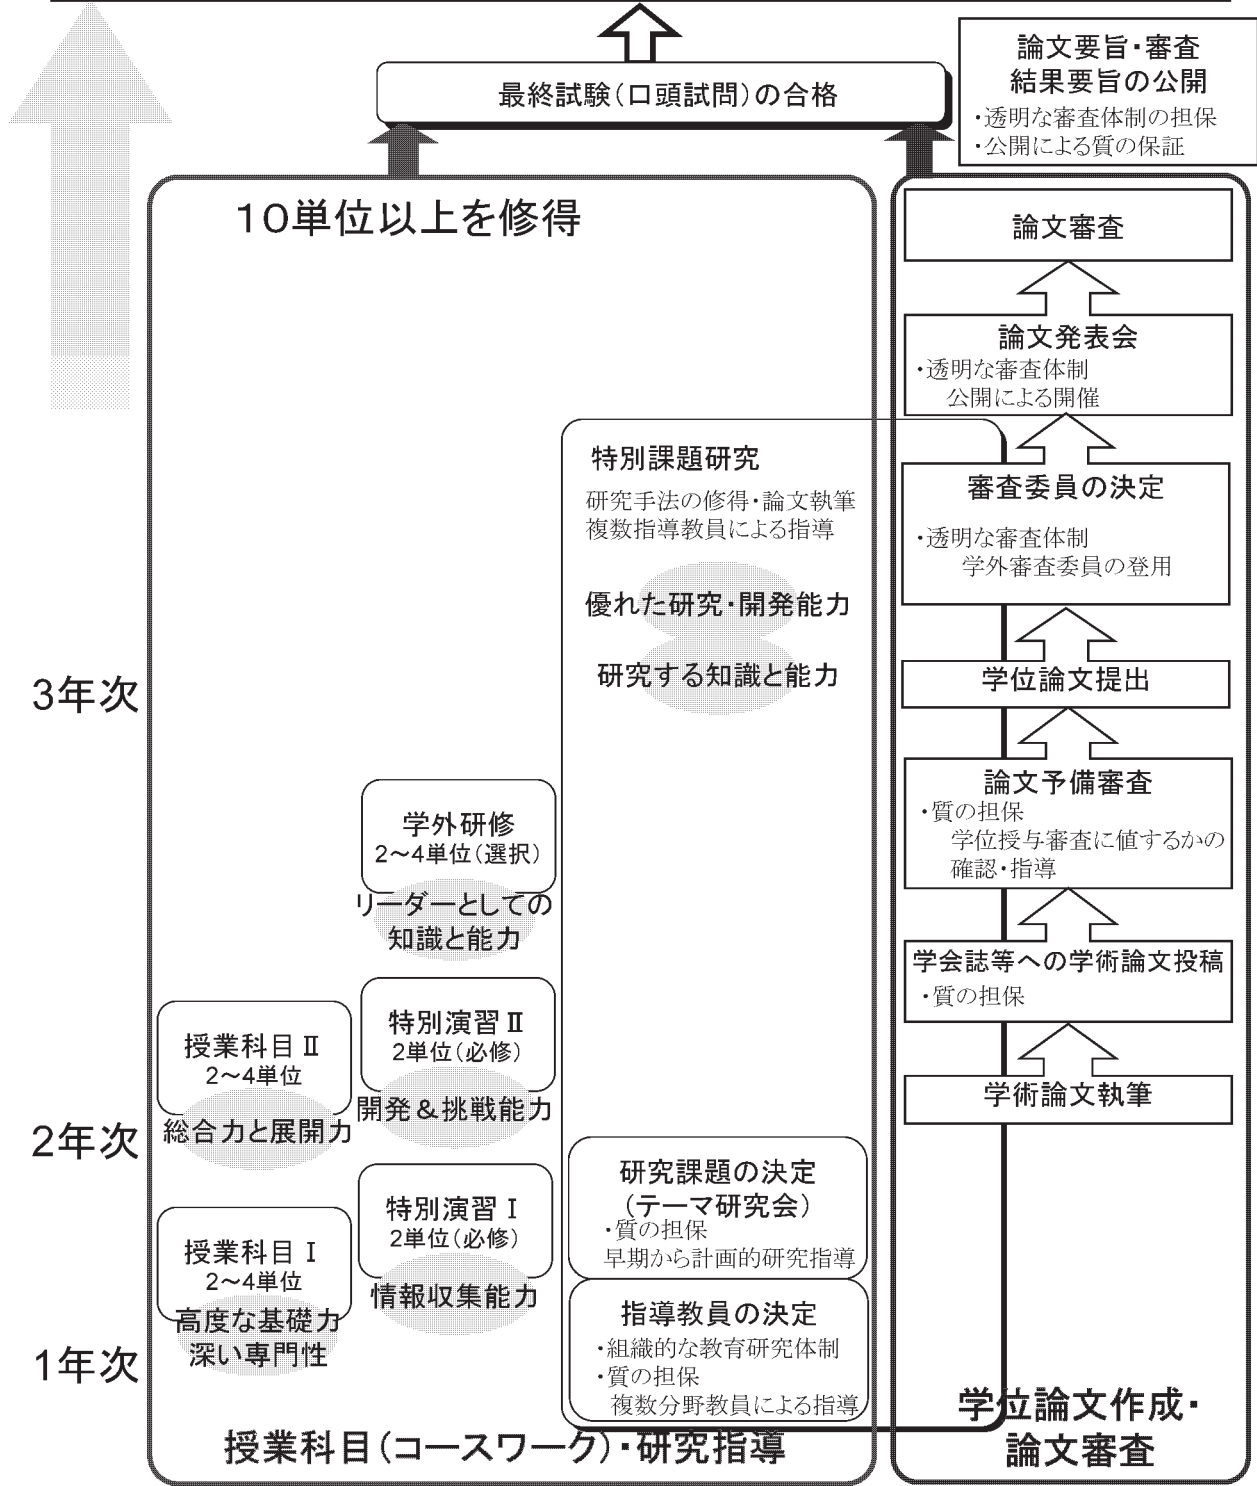 論文要旨・審査
結果要旨の公開
・透明な審査体制の担保
・公開による質の保証
最終試験（口頭試問）の合格
10単位以上を修得
論文審査
論文発表会
・透明な審査体制
公開による開催
特別課題研究
研究手法の修得・論文執筆
複数指導教員による指導
優れた研究・開発能力
研究する知識と能力
審査委員の決定
・透明な審査体制
学外審査委員の登用
3年次
学位論文提出
論文予備審査
・質の担保
学位授与審査に値するかの
確認・指導
学外研修
2～4単位（選択）
リーダーとしての
知識と能力
学会誌等への学術論文投稿
・質の担保
特別演習Ⅱ
2単位（必修）
開発＆挑戦能力
授業科目Ⅱ
2～4単位
総合力と展開力
学術論文執筆
2年次
研究課題の決定
（テーマ研究会）
・質の担保
早期から計画的研究指導
特別演習Ⅰ
2単位（必修）
情報収集能力
授業科目Ⅰ
2～4単位
高度な基礎力
深い専門性
指導教員の決定
・組織的な教育研究体制
・質の担保
複数分野教員による指導
1年次
授業科目（コースワーク）・研究指導
学位論文作成・
論文審査